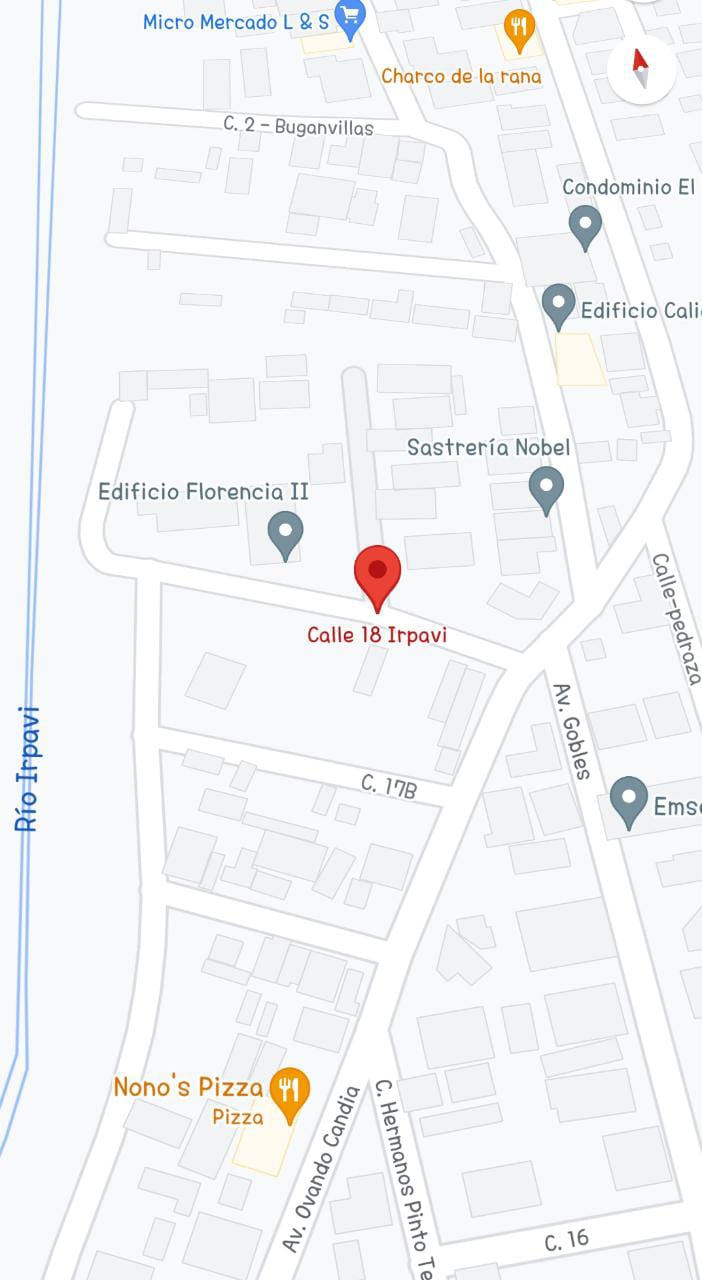 Micro Mercado L & S
Charco de la rana
C. 2 - Buganvillas
Condominio El
Edificio Cali
Sastrería Nobel
Edificio Florencia II
Calle 18 Irpavi
Calle-pedraza
Av. Gobles
Río Irpavi
C. 17B
Emse
Nono's Pizza
Pizza
Av. Ovando Candia
C. Hermanos Pinto Te
C. 16